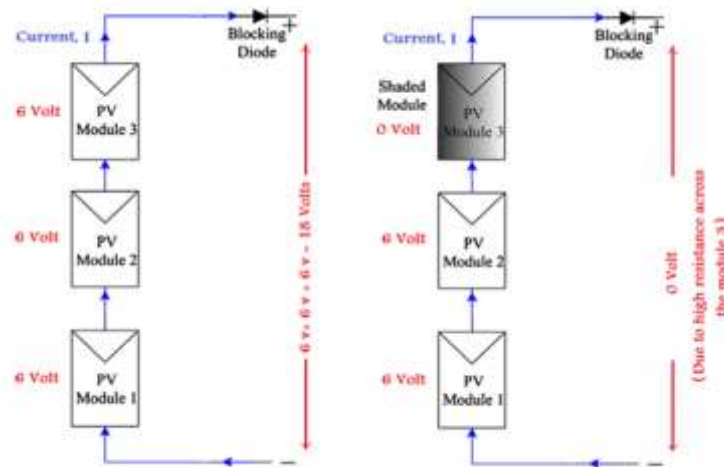 Current, I
Blocking
Diode
+
6 Volt
PV
Module 3
6 Volt
PV
Module 2
6 Volt
PV
Module 1
6 v+ 6 v + 6 v = 18 Volts
−
Current, I
Blocking
Diode
+
Shaded
Module
0 Volt
PV
Module 3
6 Volt
PV
Module 2
6 Volt
PV
Module 1
0 Volt
(Due to high resistance across
the module 3)
−